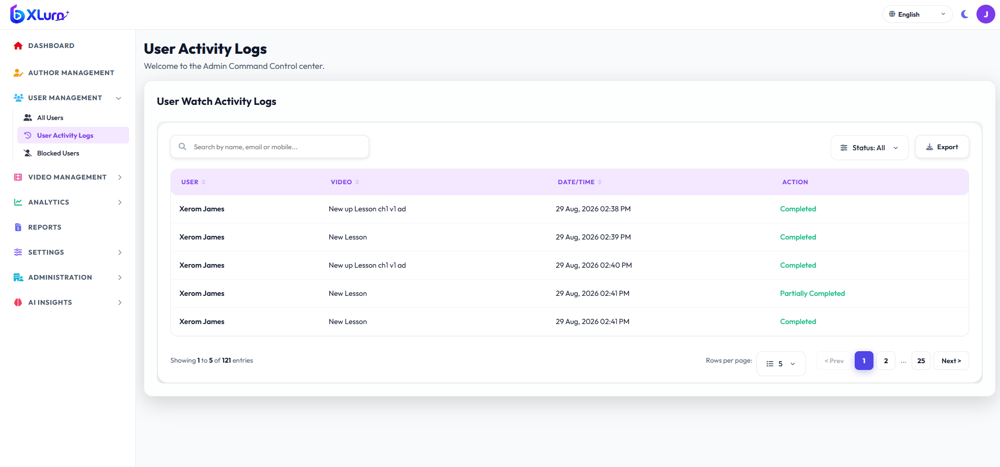 XLurn
English
J
DASHBOARD
AUTHOR MANAGEMENT
USER MANAGEMENT
All Users
User Activity Logs
Blocked Users
VIDEO MANAGEMENT
ANALYTICS
REPORTS
SETTINGS
ADMINISTRATION
AI INSIGHTS
User Activity Logs
Welcome to the Admin Command Control center.
User Watch Activity Logs
Search by name, email or mobile...
Status: All
Export
USER VIDEO DATE/TIME ACTION
Xerom James New up Lesson ch1 v1 ad 29 Aug, 2026 02:38 PM Completed
Xerom James New Lesson 29 Aug, 2026 02:39 PM Completed
Xerom James New up Lesson ch1 v1 ad 29 Aug, 2026 02:40 PM Completed
Xerom James New Lesson 29 Aug, 2026 02:41 PM Partially Completed
Xerom James New Lesson 29 Aug, 2026 02:41 PM Completed
Showing 1 to 5 of 121 entries
Rows per page: 5
< Prev 1 2 ... 25 Next >